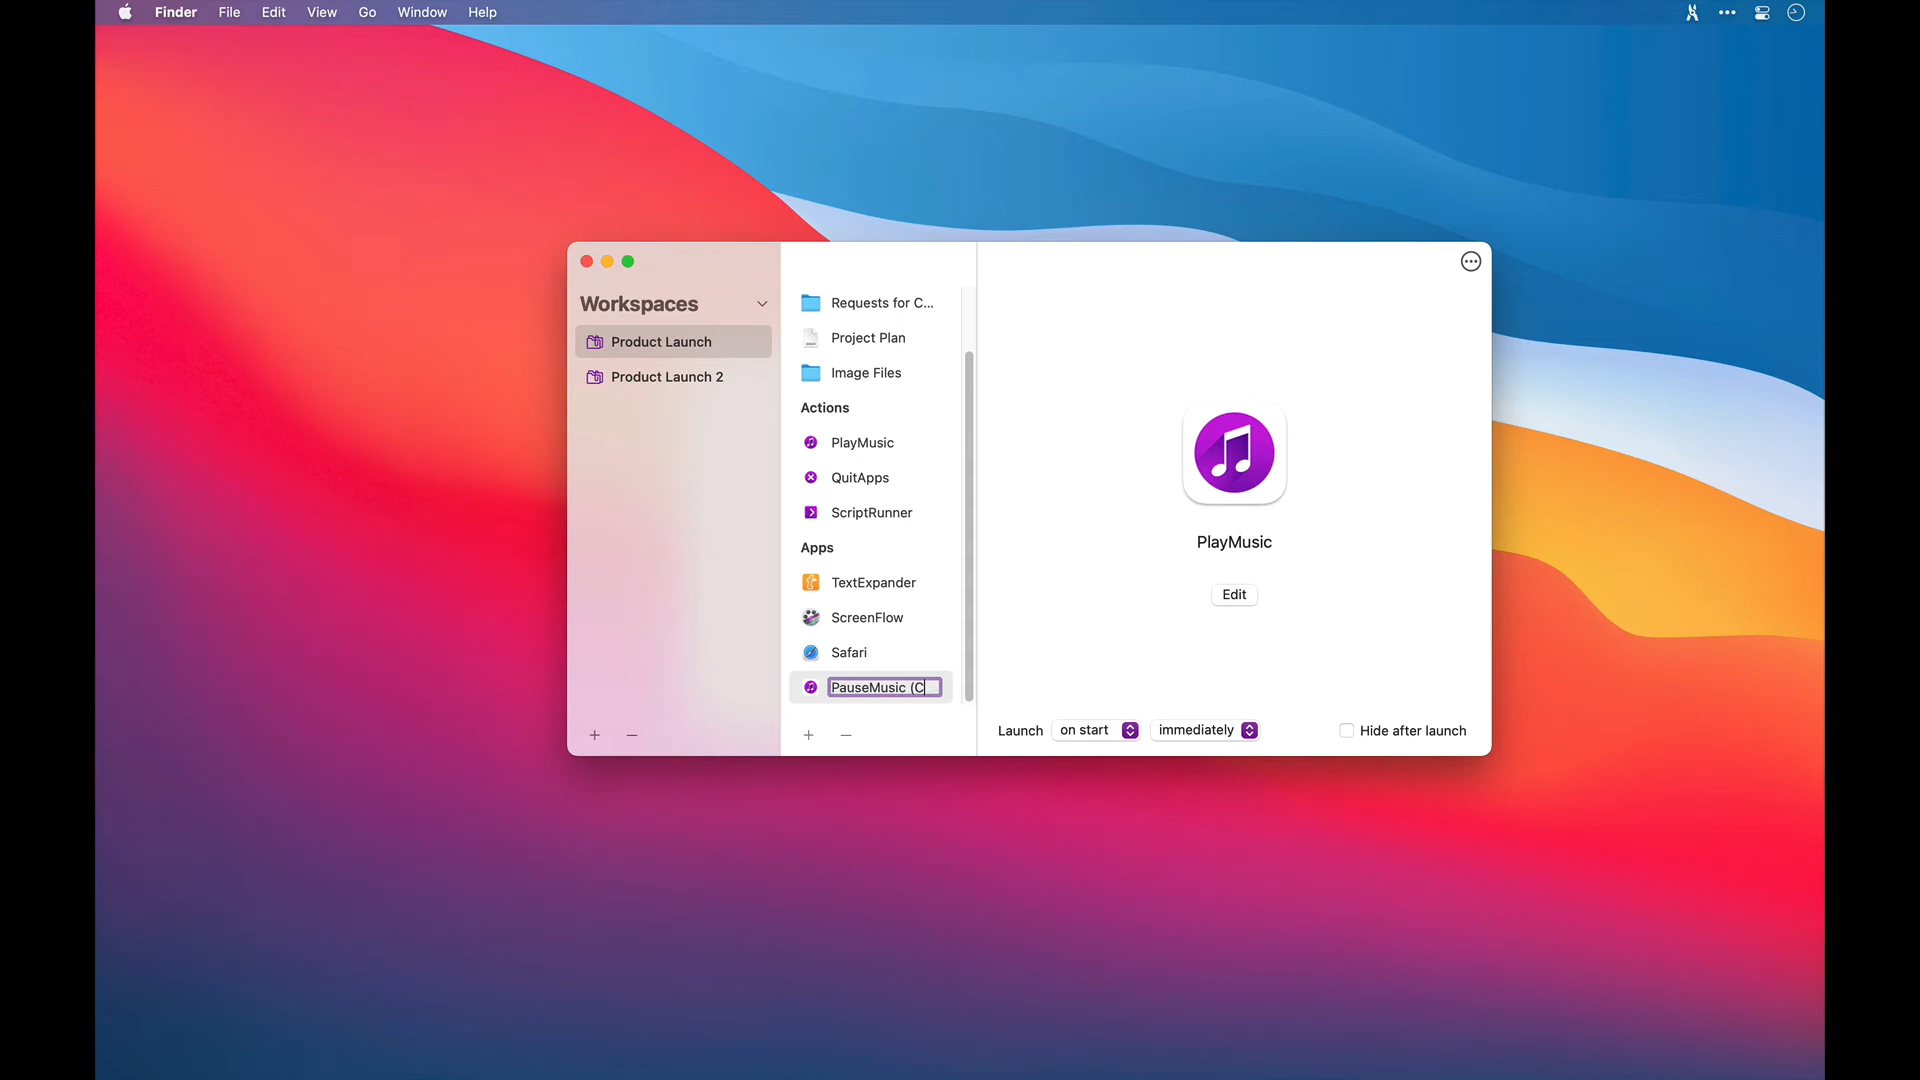 Finder File Edit View Go Window Help
Workspaces
Product Launch
Product Launch 2
Requests for C...
Project Plan
Image Files
Actions
PlayMusic
QuitApps
ScriptRunner
Apps
TextExpander
ScreenFlow
Safari
PauseMusic (C
PlayMusic
Edit
Launch on start immediately Hide after launch